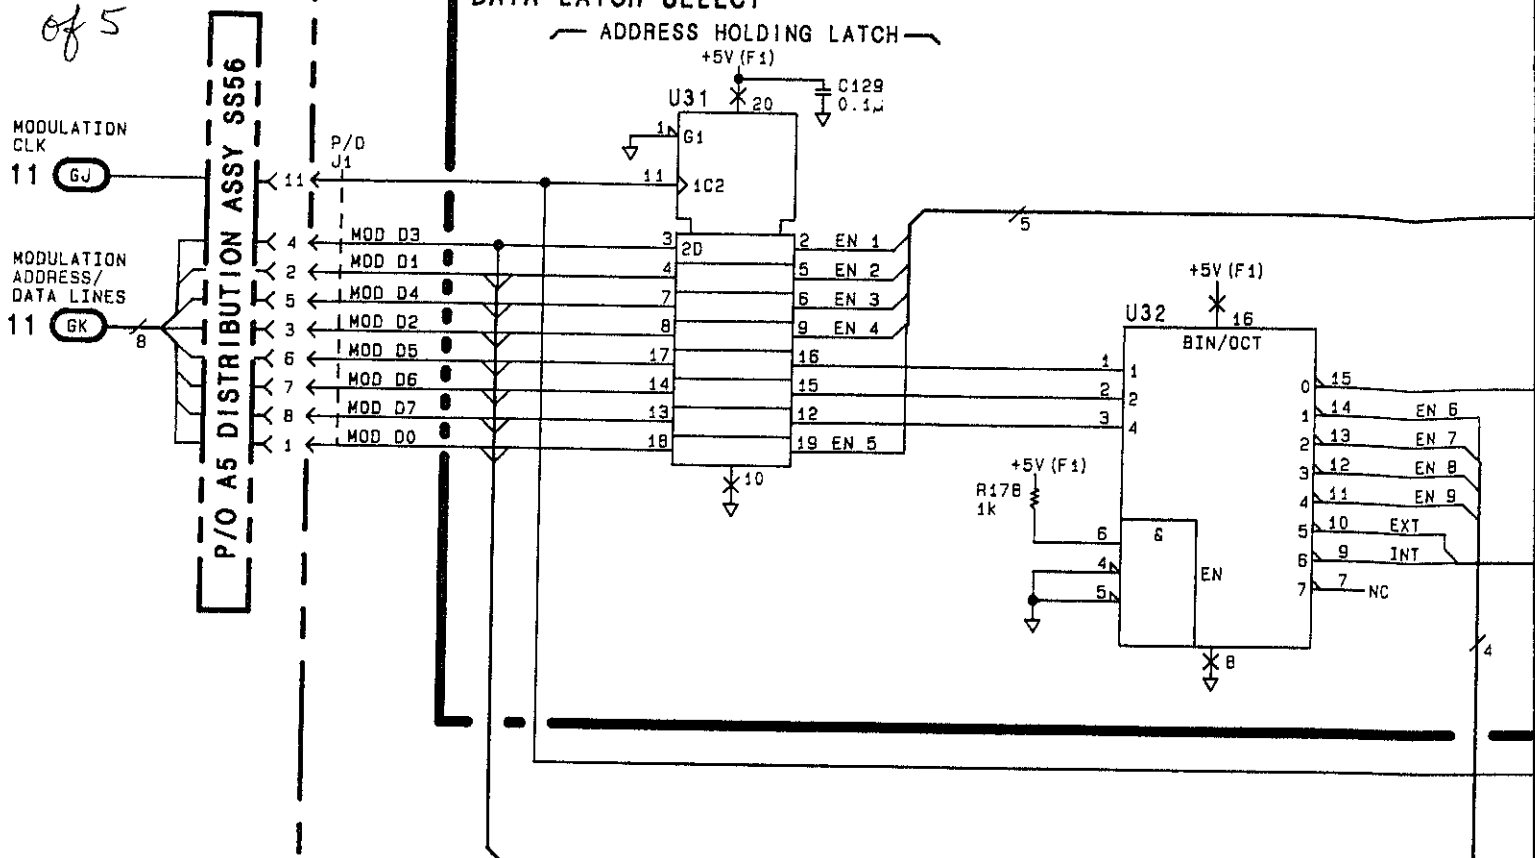 of 5
DATA LATCH SELECT
ADDRESS HOLDING LATCH
+5V(F1)
C129
0.1µ
U31
20
1
G1
11
1C2
MODULATION
CLK
11 GJ
11
P/O
J1
MODULATION
ADDRESS/
DATA LINES
11 GK
8
P/O A5 DISTRIBUTION ASSY SS56
4 MOD D3 3 2D 2 EN 1
2 MOD D1 4 5 EN 2
5 MOD D4 7 6 EN 3
3 MOD D2 8 9 EN 4
6 MOD D5 17 16
7 MOD D6 14 15
8 MOD D7 13 12
1 MOD D0 18 19 EN 5
10
5
+5V(F1)
16
U32
BIN/OCT
1 1
2 2
3 4
0 15
1 14 EN 6
2 13 EN 7
3 12 EN 8
4 11 EN 9
5 10 EXT
6 9 INT
7 7 NC
+5V(F1)
R178
1k
6 &
4
5
EN
8
4